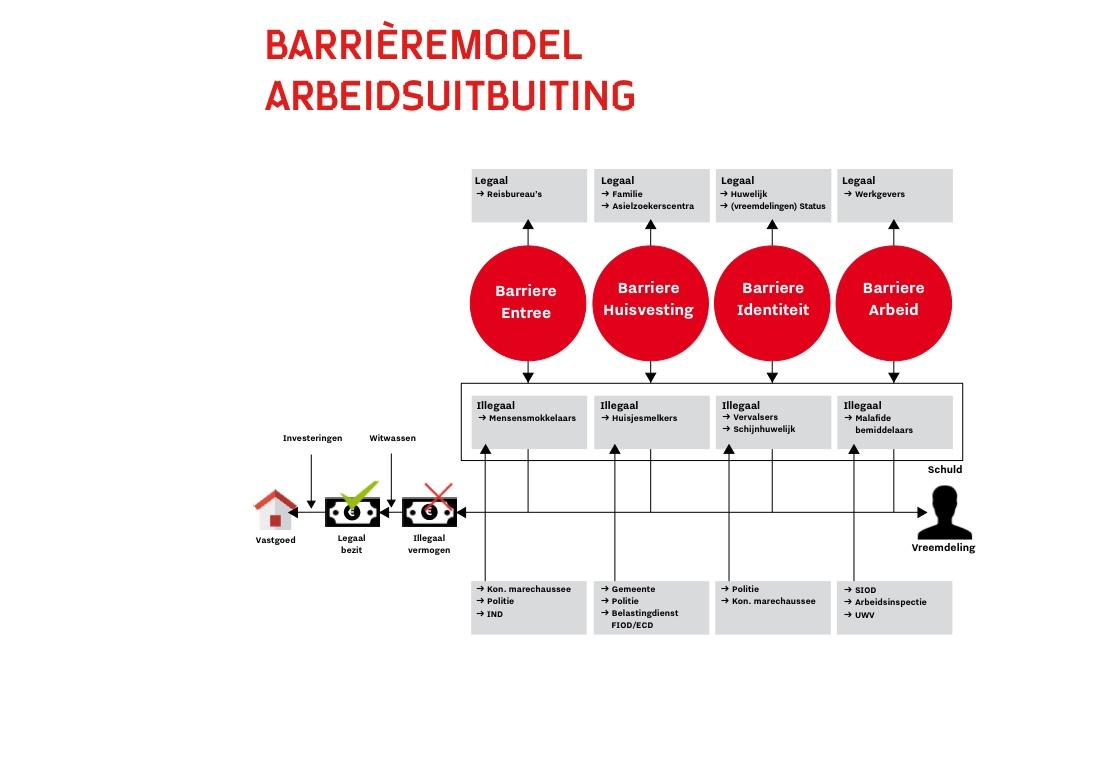 BARRIÈREMODEL
ARBEIDSUITBUITING
Legaal
→ Reisbureau's
Legaal
→ Familie
→ Asielzoekerscentra
Legaal
→ Huwelijk
→ (vreemdelingen) Status
Legaal
→ Werkgevers
Barriere
Entree
Barriere
Huisvesting
Barriere
Identiteit
Barriere
Arbeid
Illegaal
→ Mensensmokkelaars
Illegaal
→ Huisjesmelkers
Illegaal
→ Vervalsers
→ Schijnhuwelijk
Illegaal
→ Malafide
bemiddelaars
Investeringen
Witwassen
Schuld
€
€
Vastgoed
Legaal
bezit
Illegaal
vermogen
Vreemdeling
→ Kon. marechaussee
→ Politie
→ IND
→ Gemeente
→ Politie
→ Belastingdienst
FIOD/ECD
→ Politie
→ Kon. marechaussee
→ SIOD
→ Arbeidsinspectie
→ UWV